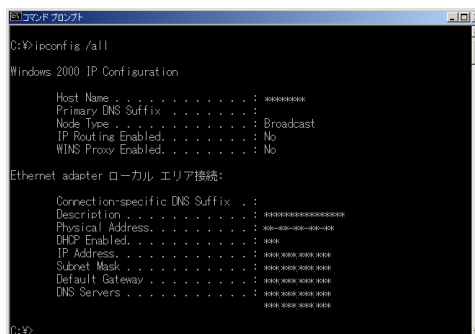 コマンド プロンプト
C:¥>ipconfig /all
Windows 2000 IP Configuration
Host Name . . . . . . . . . . . . : ********
Primary DNS Suffix . . . . . . . :
Node Type . . . . . . . . . . . . : Broadcast
IP Routing Enabled. . . . . . . . : No
WINS Proxy Enabled. . . . . . . . : No
Ethernet adapter ローカル エリア接続:
Connection-specific DNS Suffix . :
Description . . . . . . . . . . . : ****************
Physical Address. . . . . . . . . : **-**-**-**-**
DHCP Enabled. . . . . . . . . . . : ***
IP Address. . . . . . . . . . . . : ***.***.***.***
Subnet Mask . . . . . . . . . . . : ***.***.***.***
Default Gateway . . . . . . . . . : ***.***.***.***
DNS Servers . . . . . . . . . . . : ***.***.***.***
***.***.***.***
C:¥>